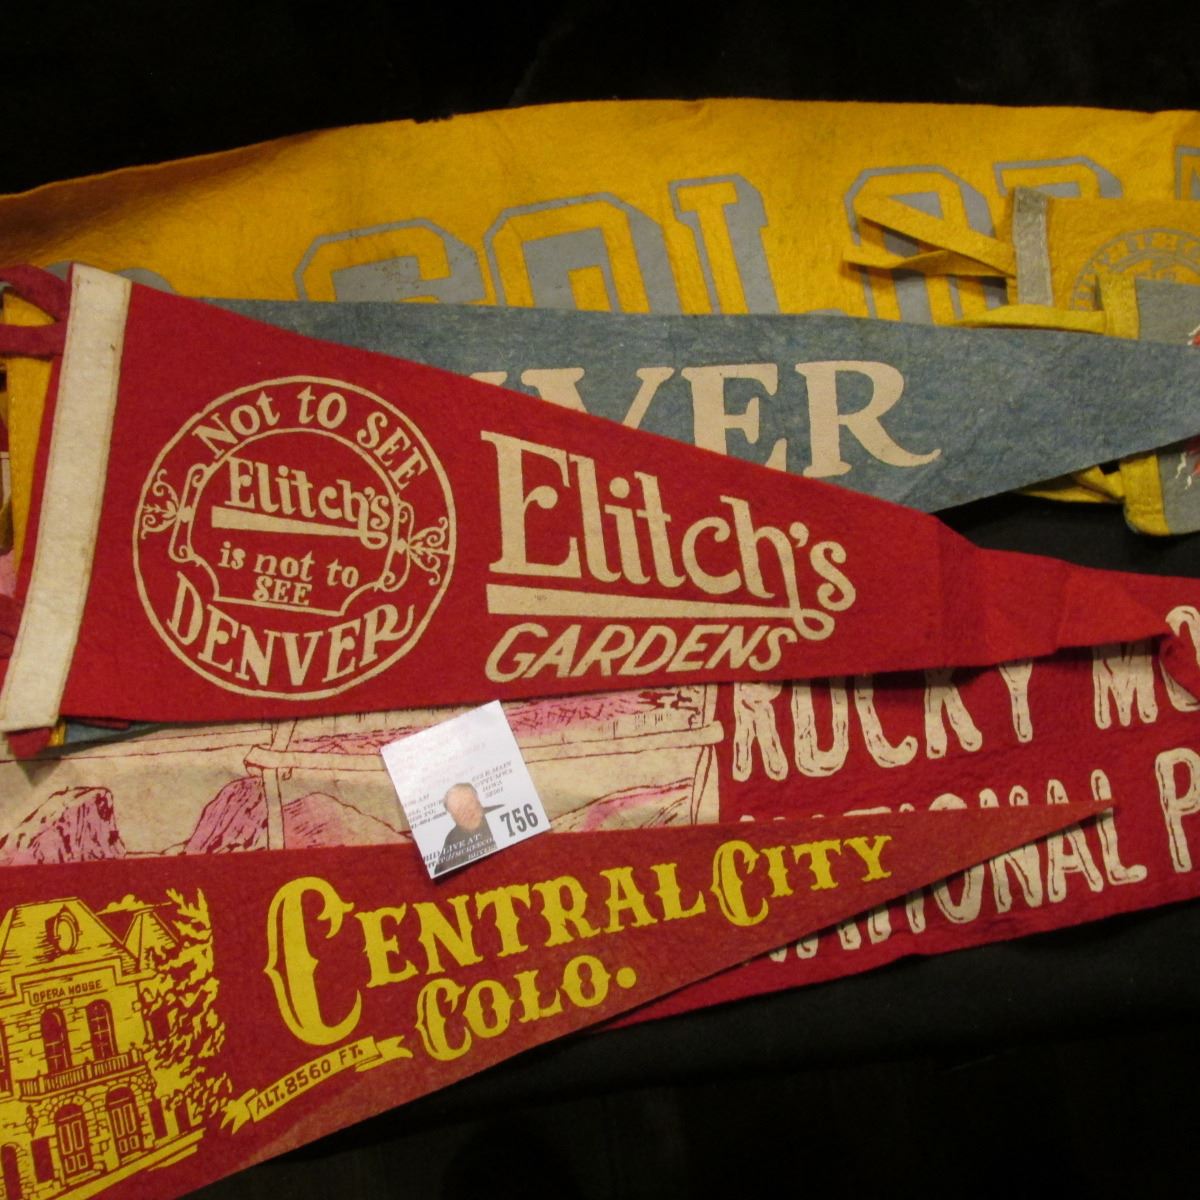 COLO
VER
NOT TO SEE
Elitch's
is not to
SEE
DENVER
Elitch's
GARDENS
ROCKY MO
NATIONAL P
756
CENTRAL CITY
COLO.
ALT. 8560 FT.
OPERA HOUSE